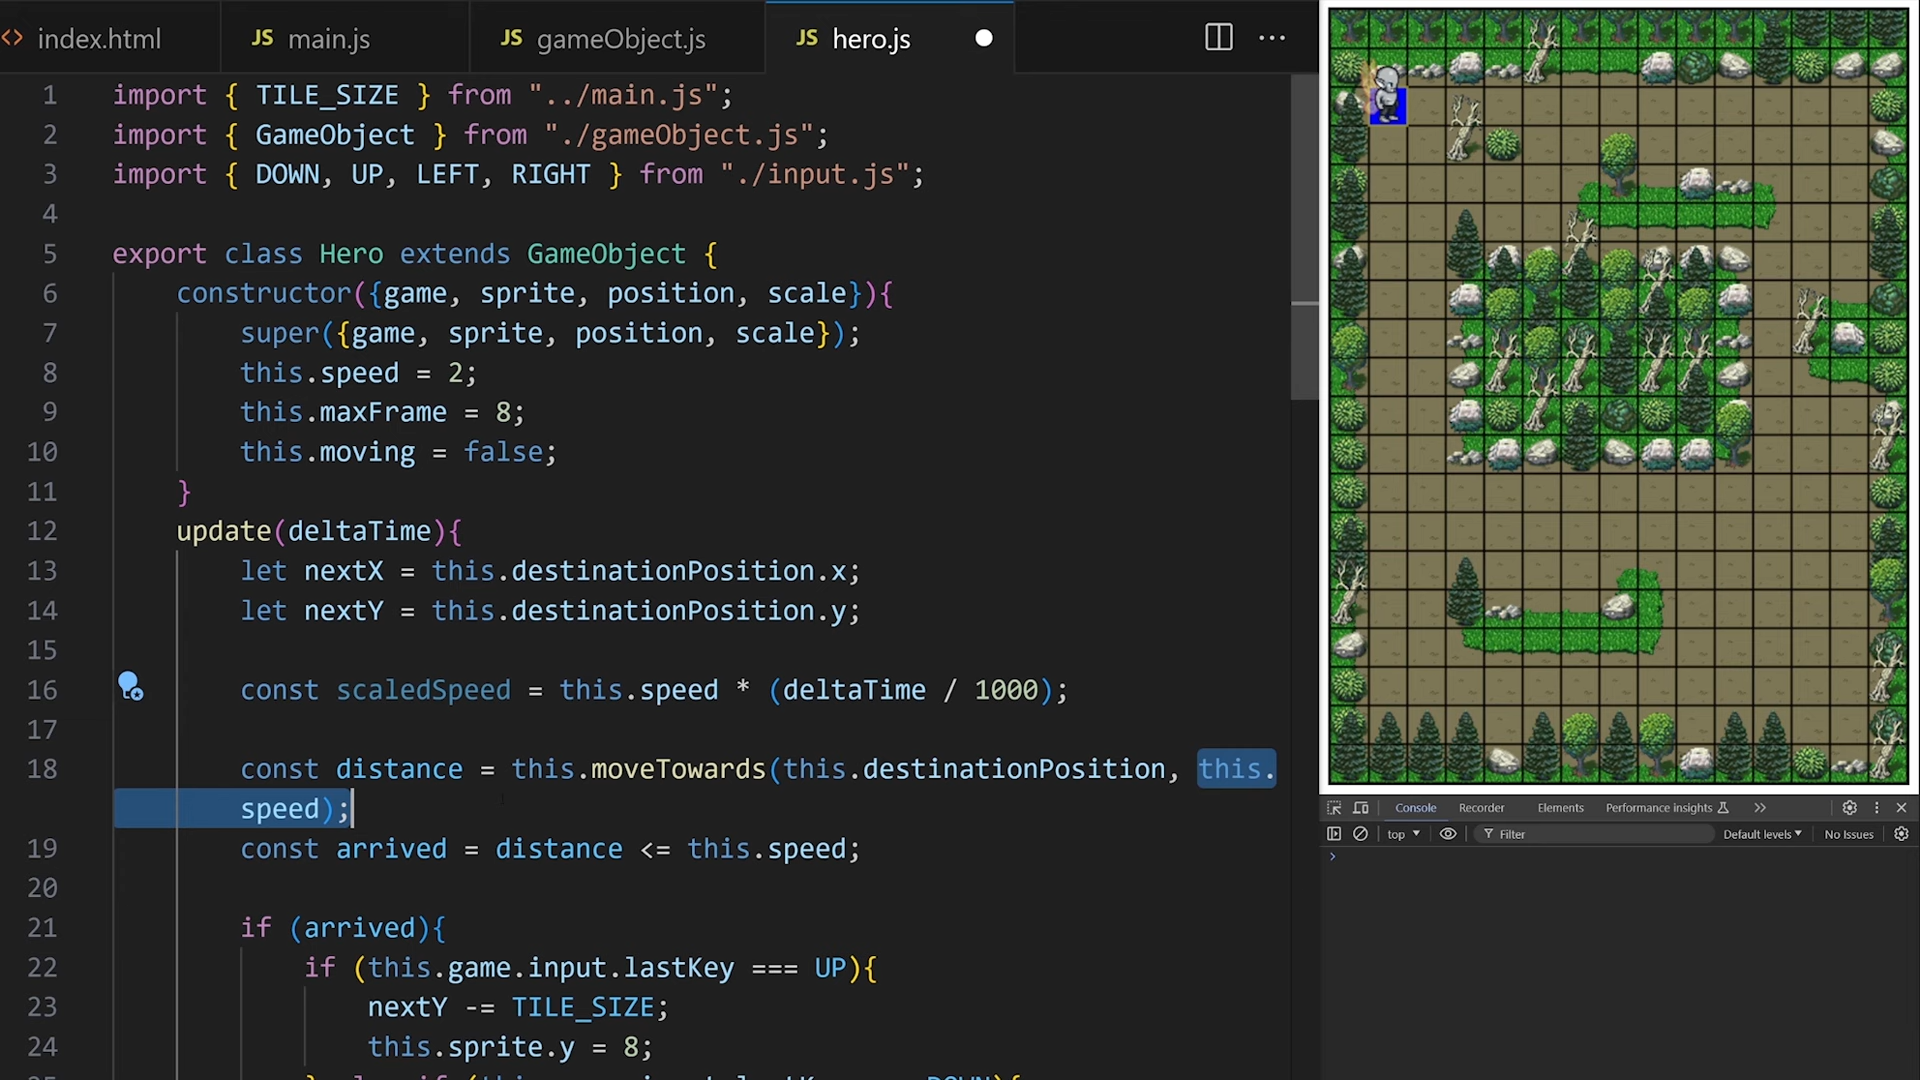 index.html
JS main.js
JS gameObject.js
JS hero.js
1 import { TILE_SIZE } from "../main.js";
2 import { GameObject } from "./gameObject.js";
3 import { DOWN, UP, LEFT, RIGHT } from "./input.js";
4
5 export class Hero extends GameObject {
6 constructor({game, sprite, position, scale}){
7 super({game, sprite, position, scale});
8 this.speed = 2;
9 this.maxFrame = 8;
10 this.moving = false;
11 }
12 update(deltaTime){
13 let nextX = this.destinationPosition.x;
14 let nextY = this.destinationPosition.y;
15
16 const scaledSpeed = this.speed * (deltaTime / 1000);
17
18 const distance = this.moveTowards(this.destinationPosition, this.
speed);
19 const arrived = distance <= this.speed;
20
21 if (arrived){
22 if (this.game.input.lastKey === UP){
23 nextY -= TILE_SIZE;
24 this.sprite.y = 8;
Console
Recorder
Elements
Performance insights
top
Filter
Default levels
No Issues